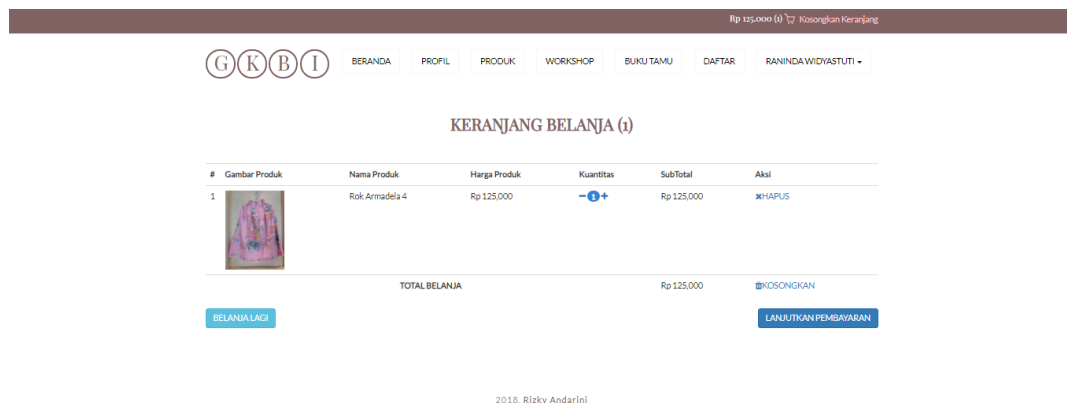 Rp 125.000 (1) Kosongkan Keranjang
GKBI BERANDA PROFIL PRODUK WORKSHOP BUKU TAMU DAFTAR RANINDA WIDYASTUTI
KERANJANG BELANJA (1)
# Gambar Produk Nama Produk Harga Produk Kuantitas SubTotal Aksi
1 Rok Armadela 4 Rp 125,000 1 Rp 125,000 HAPUS
TOTAL BELANJA Rp 125,000 KOSONGKAN
BELANJA LAGI LANJUTKAN PEMBAYARAN
2018. Rizky Andarini